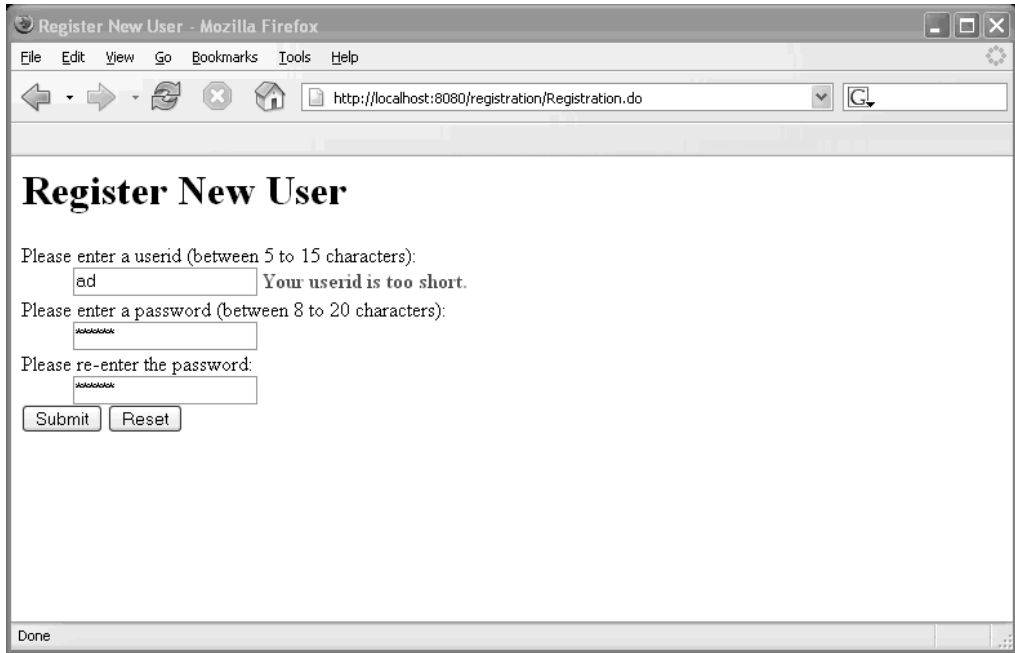 Register New User - Mozilla Firefox
File Edit View Go Bookmarks Tools Help
http://localhost:8080/registration/Registration.do G
Register New User
Please enter a userid (between 5 to 15 characters):
ad Your userid is too short.
Please enter a password (between 8 to 20 characters):
******
Please re-enter the password:
******
Submit Reset
Done